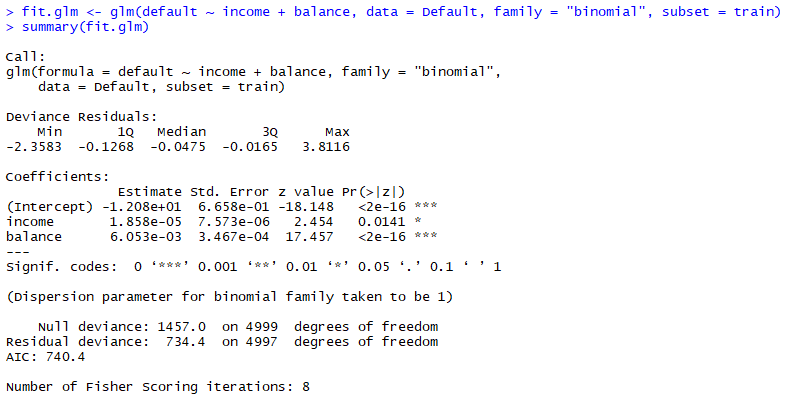 > fit.glm <- glm(default ~ income + balance, data = Default, family = "binomial", subset = train)
> summary(fit.glm)
Call:
glm(formula = default ~ income + balance, family = "binomial",
    data = Default, subset = train)
Deviance Residuals:
    Min       1Q   Median       3Q      Max
-2.3583  -0.1268  -0.0475  -0.0165   3.8116
Coefficients:
              Estimate Std. Error z value Pr(>|z|)
(Intercept) -1.208e+01  6.658e-01 -18.148   <2e-16 ***
income       1.858e-05  7.573e-06   2.454   0.0141 *
balance      6.053e-03  3.467e-04  17.457   <2e-16 ***
---
Signif. codes:  0 ‘***’ 0.001 ‘**’ 0.01 ‘*’ 0.05 ‘.’ 0.1 ‘ ’ 1
(Dispersion parameter for binomial family taken to be 1)
    Null deviance: 1457.0  on 4999  degrees of freedom
Residual deviance:  734.4  on 4997  degrees of freedom
AIC: 740.4
Number of Fisher Scoring iterations: 8